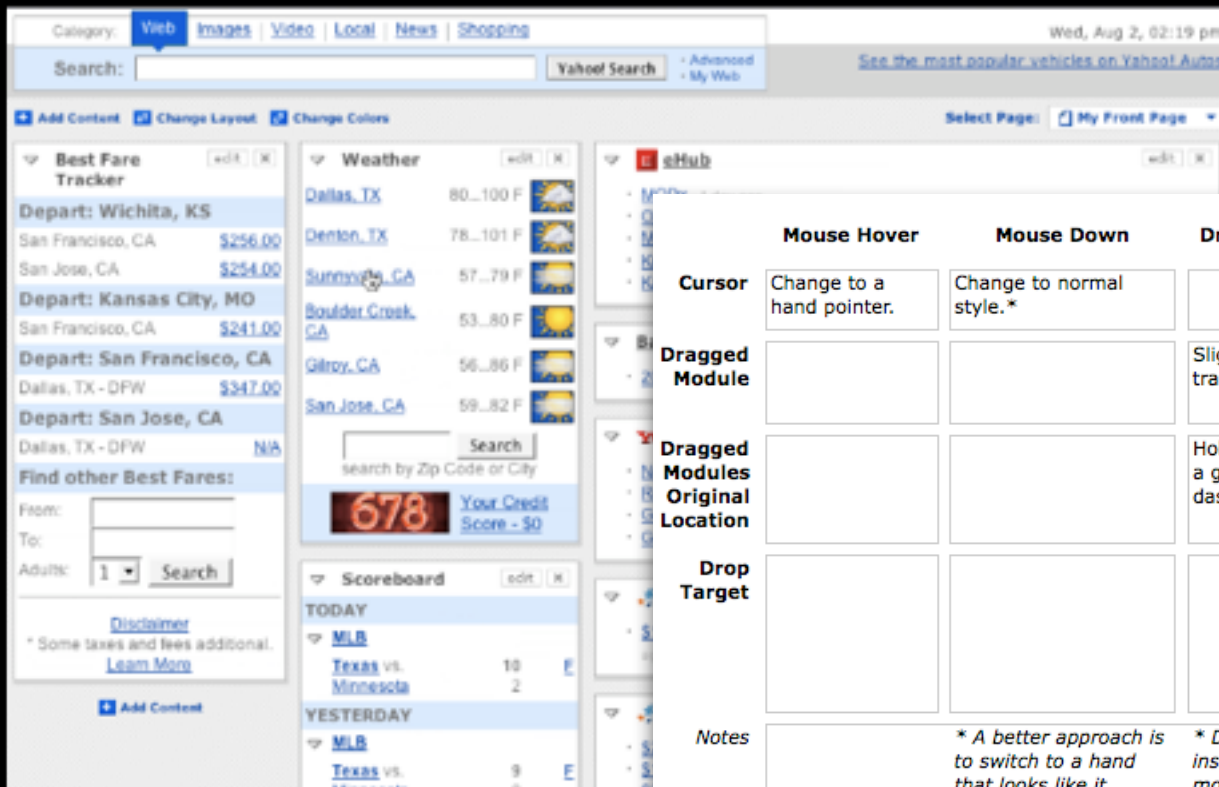 Category: Web Images | Video | Local | News | Shopping
Wed, Aug 2, 02:19 pm
Search: Yahoo! Search
· Advanced
· My Web
See the most popular vehicles on Yahoo! Autos
Add Content Change Layout Change Colors
Select Page: My Front Page
Best Fare
Tracker
edit
Depart: Wichita, KS
San Francisco, CA $256.00
San Jose, CA $254.00
Depart: Kansas City, MO
San Francisco, CA $241.00
Depart: San Francisco, CA
Dallas, TX - DFW $347.00
Depart: San Jose, CA
Dallas, TX - DFW N/A
Find other Best Fares:
From:
To:
Adults: 1 Search
Disclaimer
* Some taxes and fees additional.
Learn More
Add Content
Weather edit
Dallas, TX 80...100 F
Denton, TX 78...101 F
Sunnyvale, CA 57...79 F
Boulder Creek,
CA
53...80 F
Gilroy, CA 56...86 F
San Jose, CA 59...82 F
Search
search by Zip Code or City
678 Your Credit
Score - $0
Scoreboard edit
TODAY
MLB
Texas vs. 10 F
Minnesota 2
YESTERDAY
MLB
Texas vs. 9 F
eHub edit
Mouse Hover Mouse Down
Cursor
Change to a
hand pointer.
Change to normal
style.*
Dragged
Module
Dragged
Modules
Original
Location
a g
Drop
Target
Notes
* A better approach is
to switch to a hand
that looks like it